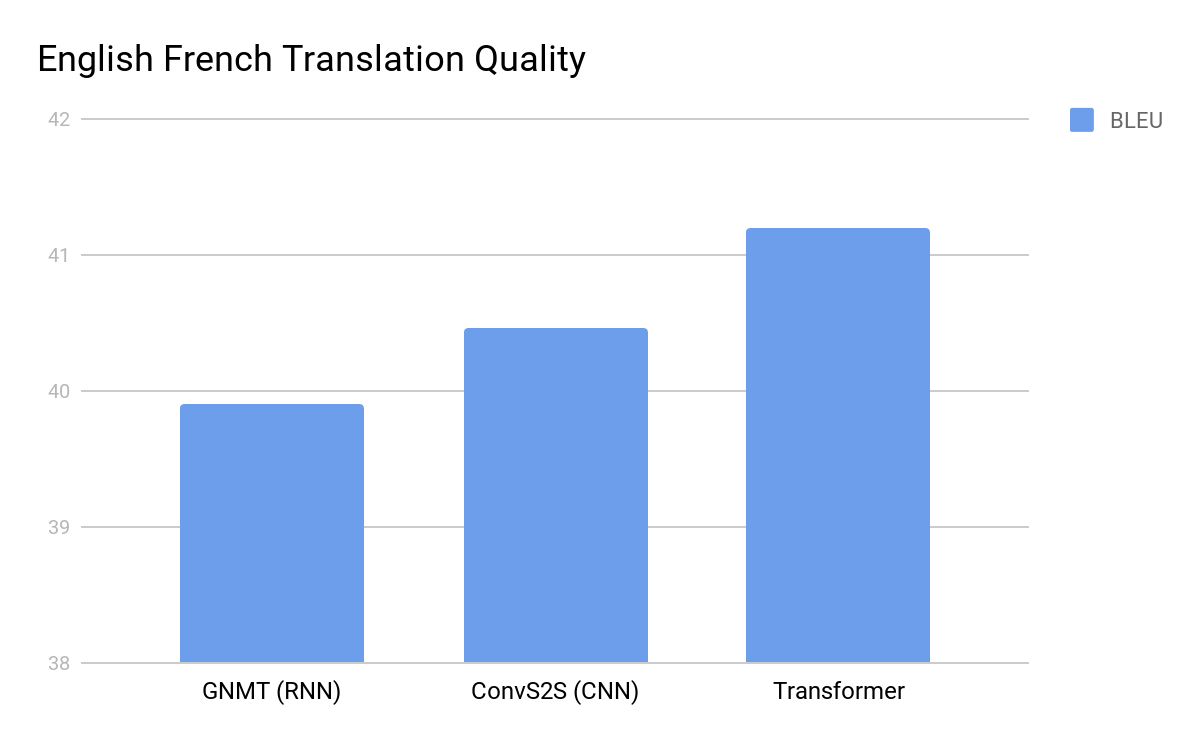 English French Translation Quality
42
BLEU
41
40
39
38
GNMT (RNN) ConvS2S (CNN) Transformer